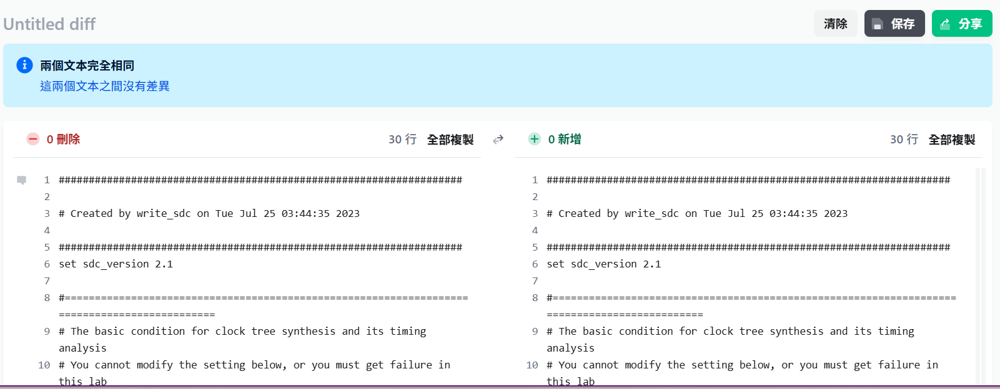 Untitled diff
清除
保存
分享
兩個文本完全相同
這兩個文本之間沒有差異
0 刪除
30 行
全部複製
0 新增
30 行
全部複製
1 ###################################################################
2
3 # Created by write_sdc on Tue Jul 25 03:44:35 2023
4
5 ###################################################################
6 set sdc_version 2.1
7
8 #===================================================================
==========================
9 # The basic condition for clock tree synthesis and its timing
analysis
10 # You cannot modify the setting below, or you must get failure in
this lab
1 ###################################################################
2
3 # Created by write_sdc on Tue Jul 25 03:44:35 2023
4
5 ###################################################################
6 set sdc_version 2.1
7
8 #===================================================================
==========================
9 # The basic condition for clock tree synthesis and its timing
analysis
10 # You cannot modify the setting below, or you must get failure in
this lab